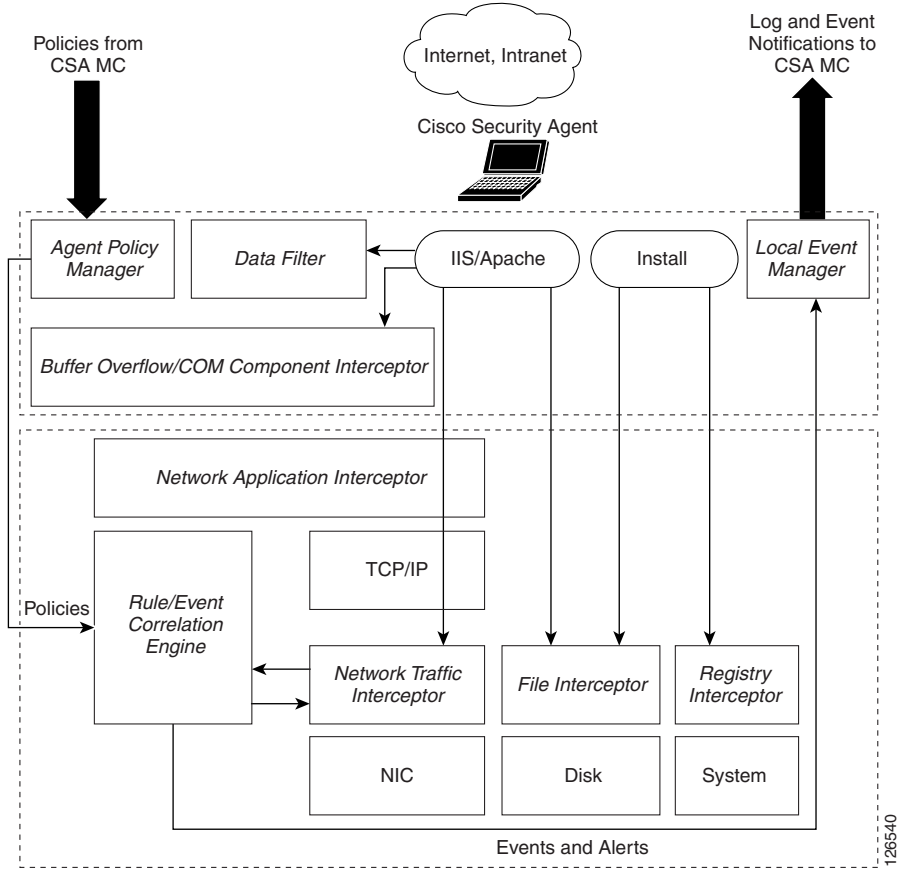 Policies from
CSA MC
Internet, Intranet
Log and Event
Notifications to
CSA MC
Cisco Security Agent
Agent Policy
Manager
Data Filter
IIS/Apache
Install
Local Event
Manager
Buffer Overflow/COM Component Interceptor
Network Application Interceptor
Policies
Rule/Event
Correlation
Engine
TCP/IP
Network Traffic
Interceptor
File Interceptor
Registry
Interceptor
NIC
Disk
System
Events and Alerts
126540